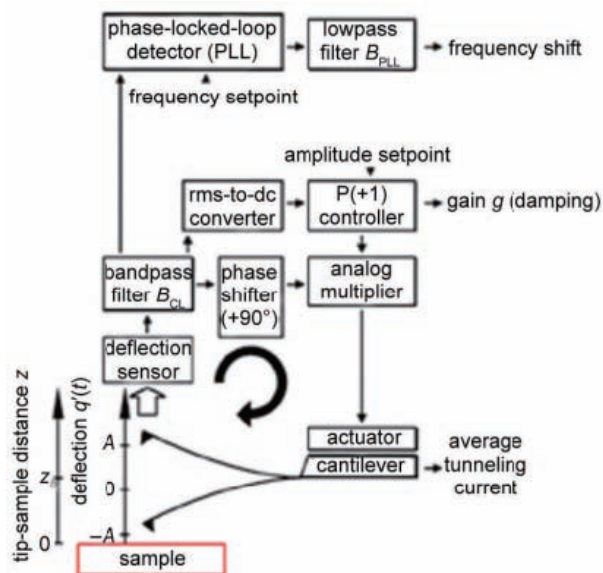 phase-locked-loop
detector (PLL)
lowpass
filter B_PLL
frequency shift
frequency setpoint
amplitude setpoint
rms-to-dc
converter
P(+1)
controller
gain g (damping)
bandpass
filter B_CL
phase
shifter
(+90°)
analog
multiplier
deflection
sensor
tip-sample distance z
deflection q'(t)
A
0
–A
0
actuator
cantilever
average
tunneling
current
sample